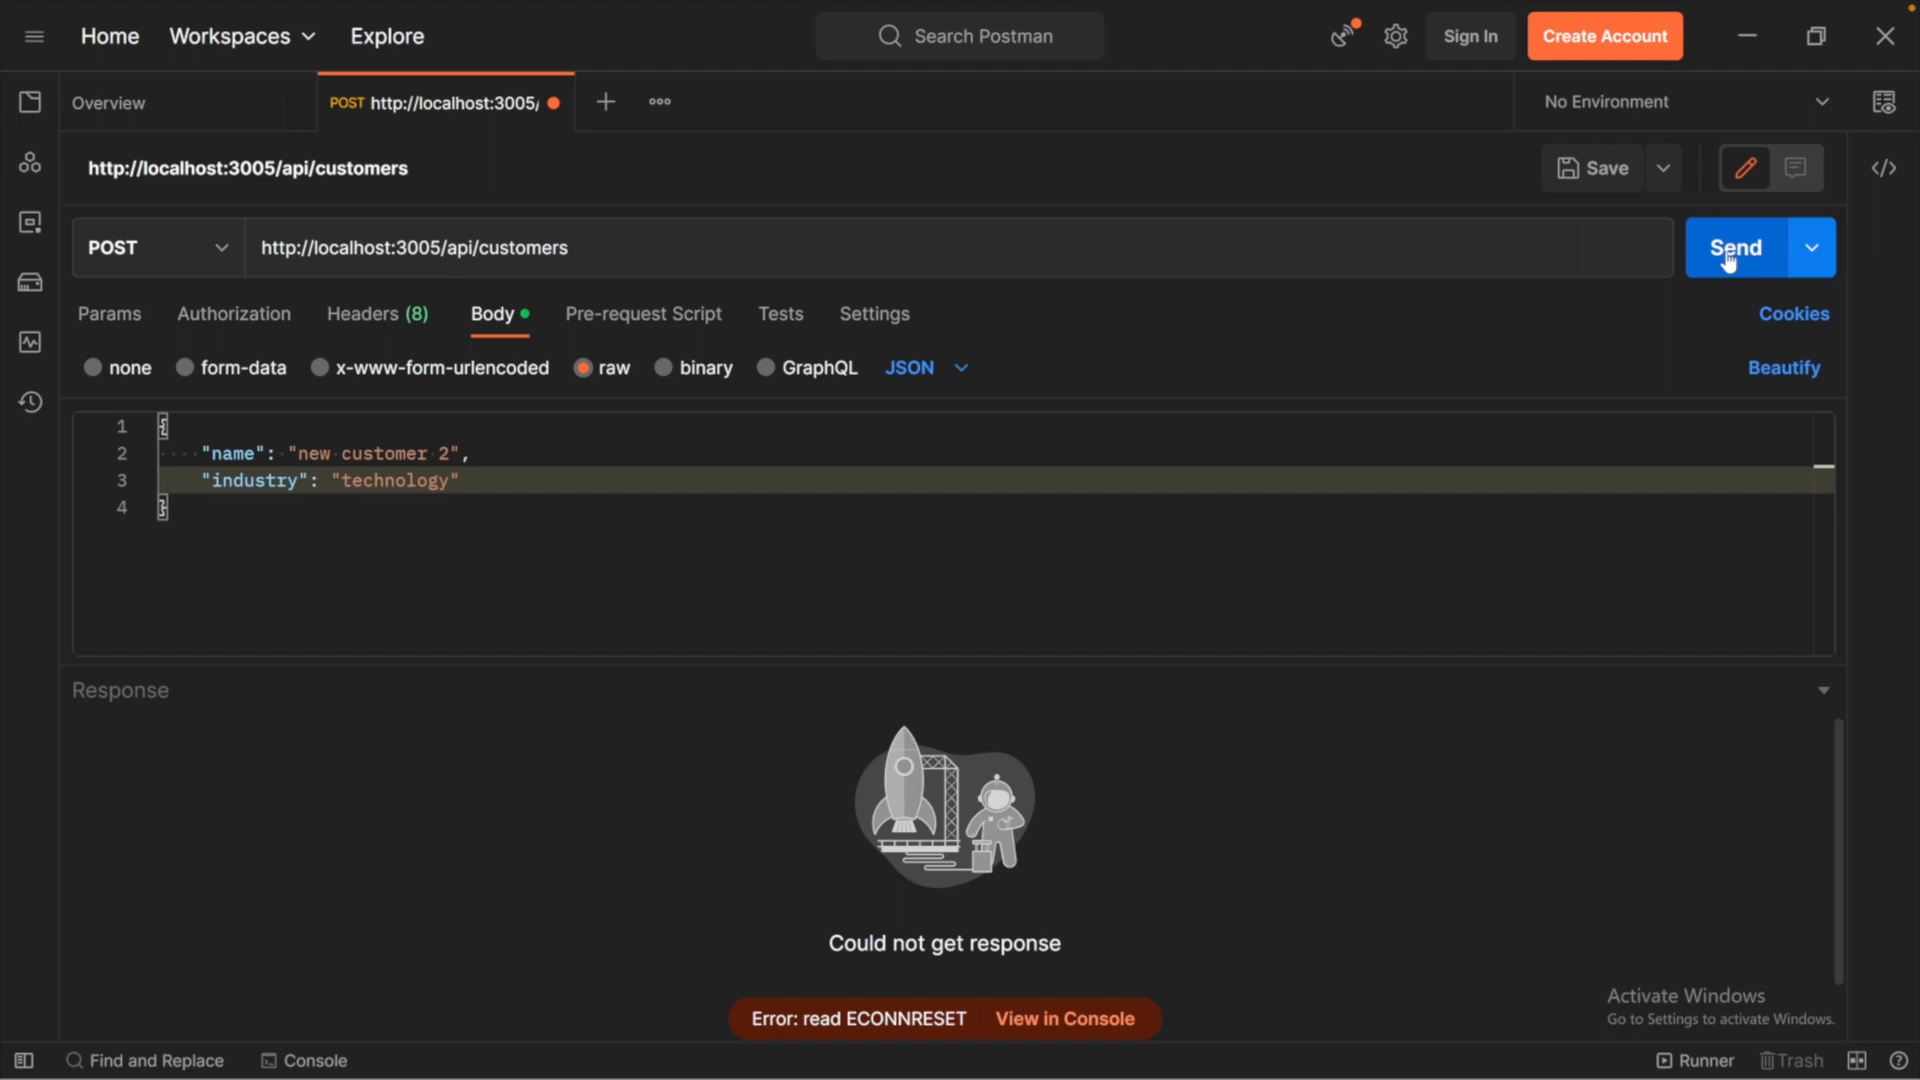 Home Workspaces Explore Search Postman Sign In Create Account
Overview POST http://localhost:3005/ No Environment
http://localhost:3005/api/customers Save
POST http://localhost:3005/api/customers Send
Params Authorization Headers (8) Body Pre-request Script Tests Settings Cookies
none form-data x-www-form-urlencoded raw binary GraphQL JSON Beautify
1 {
2 "name": "new customer 2",
3 "industry": "technology"
4 }
Response
Could not get response
Error: read ECONNRESET View in Console
Activate Windows
Go to Settings to activate Windows.
Find and Replace Console Runner Trash